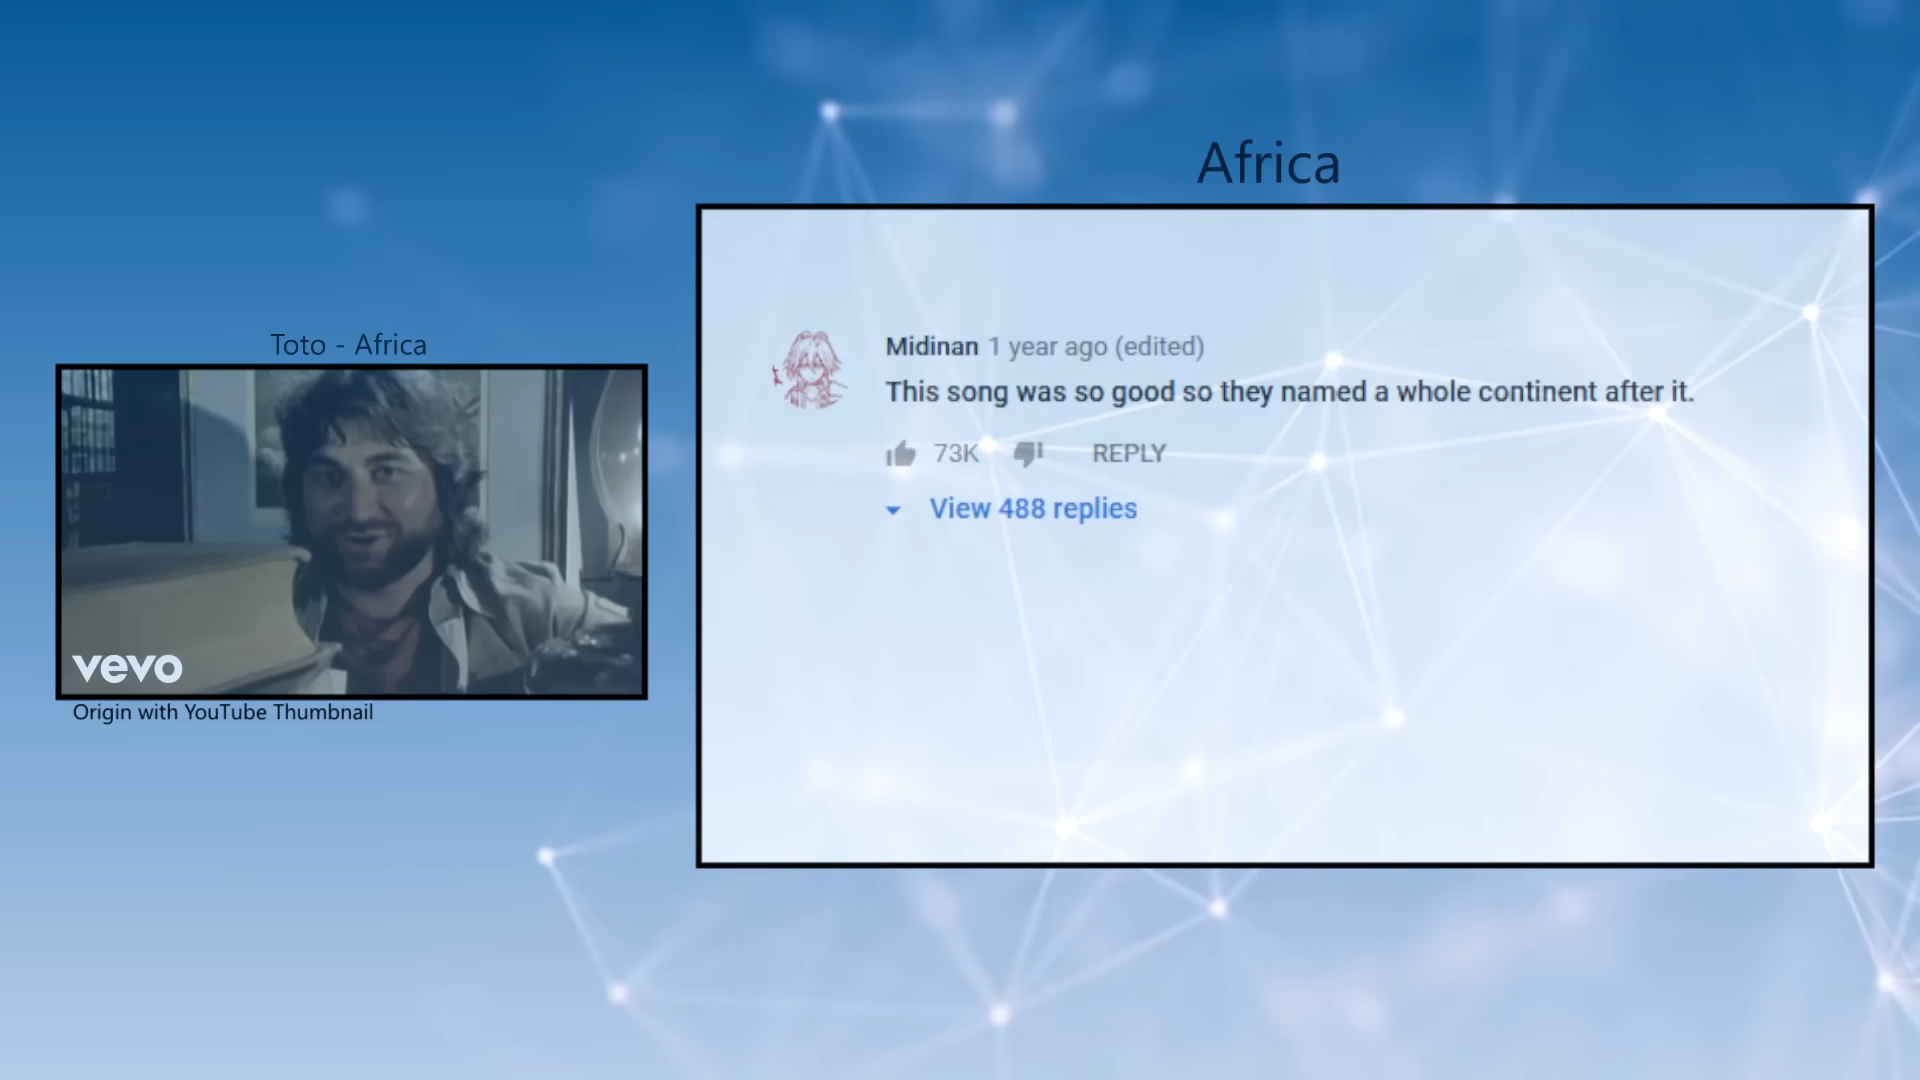 Africa
Toto - Africa
vevo
Origin with YouTube Thumbnail
Midinan 1 year ago (edited)
This song was so good so they named a whole continent after it.
73K REPLY
View 488 replies